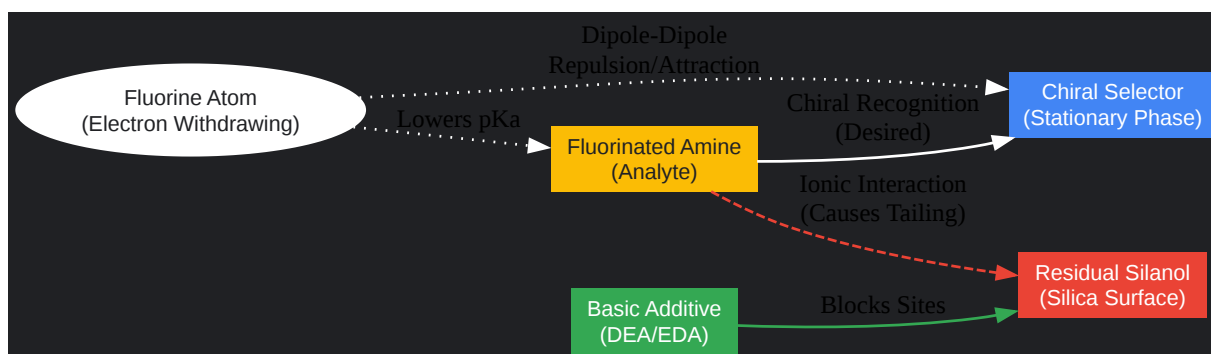 Dipole-Dipole
Repulsion/Attraction
Fluorine Atom
(Electron Withdrawing)
Lowers pKa
Chiral Recognition
(Desired)
Chiral Selector
(Stationary Phase)
Fluorinated Amine
(Analyte)
Ionic Interaction
(Causes Tailing)
Residual Silanol
(Silica Surface)
Basic Additive
(DEA/EDA)
Blocks Sites